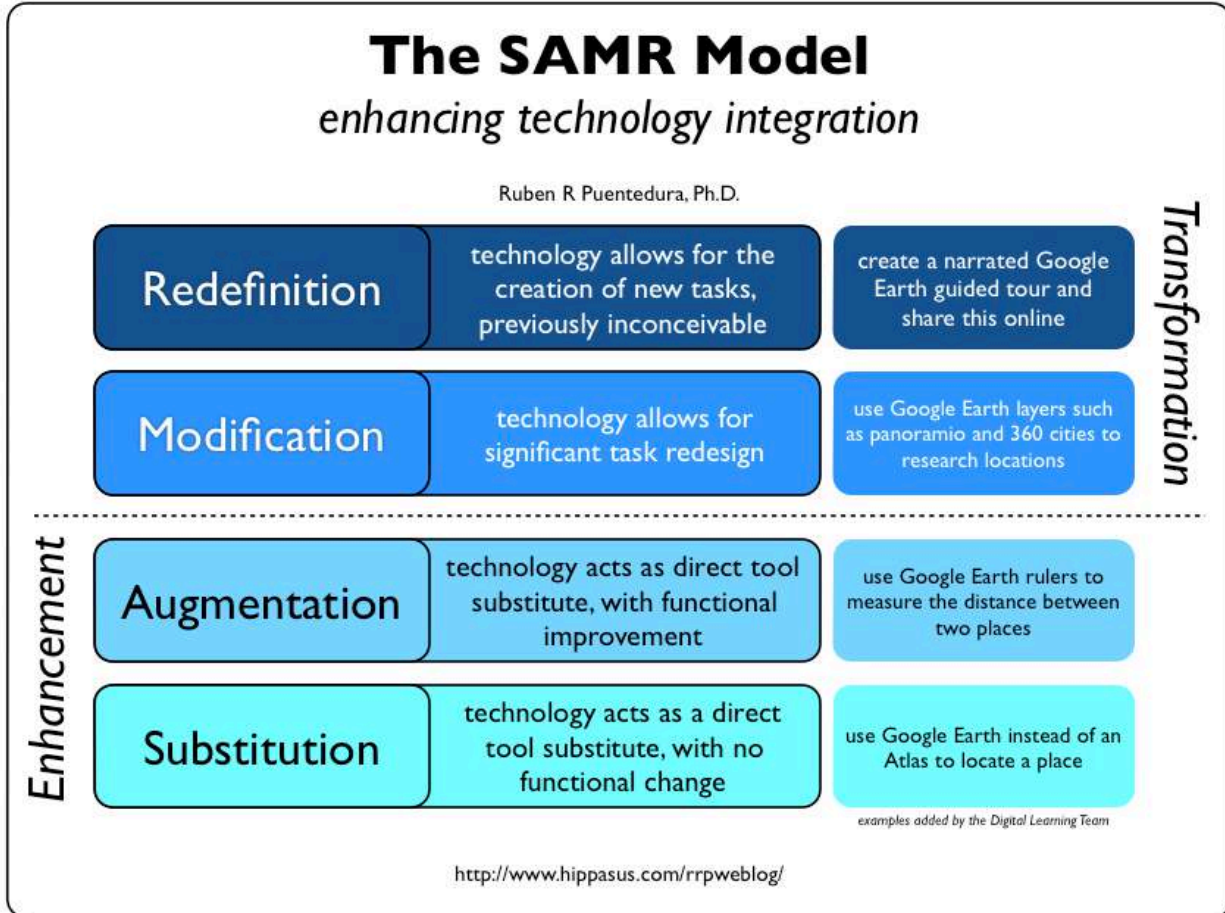 The SAMR Model
enhancing technology integration
Ruben R Puentedura, Ph.D.
Transformation
Redefinition
technology allows for the
creation of new tasks,
previously inconceivable
create a narrated Google
Earth guided tour and
share this online
Modification
technology allows for
significant task redesign
use Google Earth layers such
as panoramio and 360 cities to
research locations
Enhancement
Augmentation
technology acts as direct tool
substitute, with functional
improvement
use Google Earth rulers to
measure the distance between
two places
Substitution
technology acts as a direct
tool substitute, with no
functional change
use Google Earth instead of an
Atlas to locate a place
examples added by the Digital Learning Team
http://www.hippasus.com/rrpweblog/